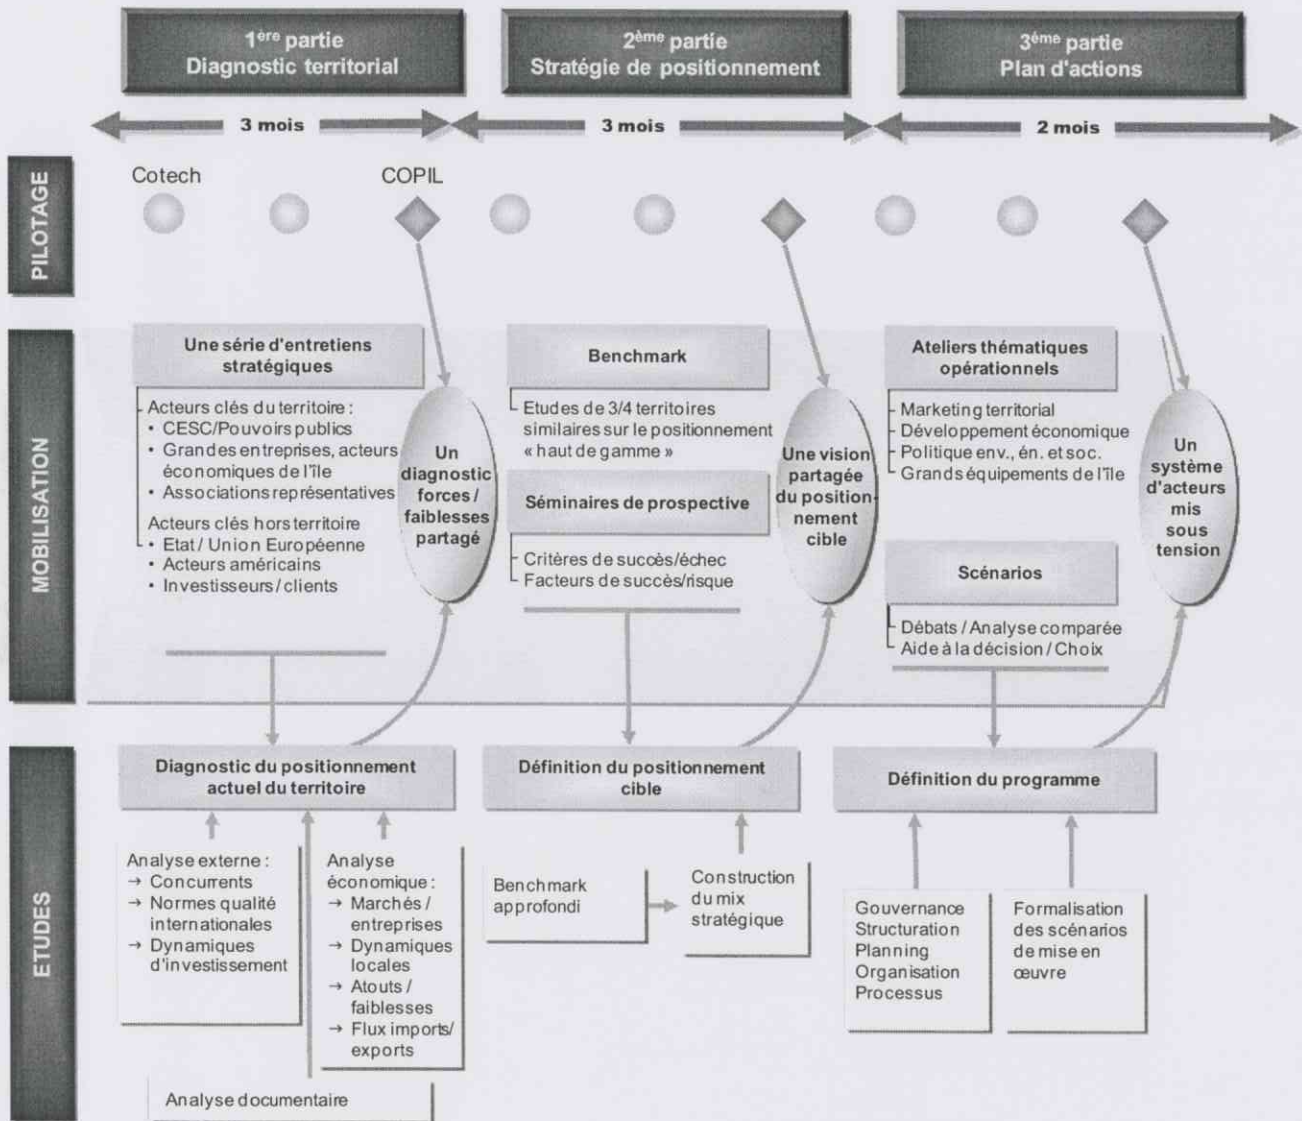 1ère partie
Diagnostic territorial
2ème partie
Stratégie de positionnement
3ème partie
Plan d'actions
3 mois
3 mois
2 mois
PILOTAGE
Cotech
COPIL
MOBILISATION
Une série d'entretiens
stratégiques
Acteurs clés du territoire :
• CESC/Pouvoirs publics
• Grandes entreprises, acteurs
économiques de l'île
• Associations représentatives
Acteurs clés hors territoire
• Etat / Union Européenne
• Acteurs américains
• Investisseurs / clients
Un
diagnostic
forces /
faiblesses
partagé
Benchmark
Etudes de 3/4 territoires
similaires sur le positionnement
« haut de gamme »
Séminaires de prospective
Critères de succès/échec
Facteurs de succès/risque
Une vision
partagée
du position-
nement
cible
Ateliers thématiques
opérationnels
Marketing territorial
Développement économique
Politique env., én. et soc.
Grands équipements de l'île
Scénarios
Débats / Analyse comparée
Aide à la décision / Choix
Un
système
d'acteurs
mis
sous
tension
ETUDES
Diagnostic du positionnement
actuel du territoire
Analyse externe :
→ Concurrents
→ Normes qualité
internationales
→ Dynamiques
d'investissement
Analyse
économique :
→ Marchés /
entreprises
→ Dynamiques
locales
→ Atouts /
faiblesses
→ Flux imports/
exports
Analyse documentaire
Définition du positionnement
cible
Benchmark
approfondi
Construction
du mix
stratégique
Définition du programme
Gouvernance
Structuration
Planning
Organisation
Processus
Formalisation
des scénarios
de mise en
œuvre